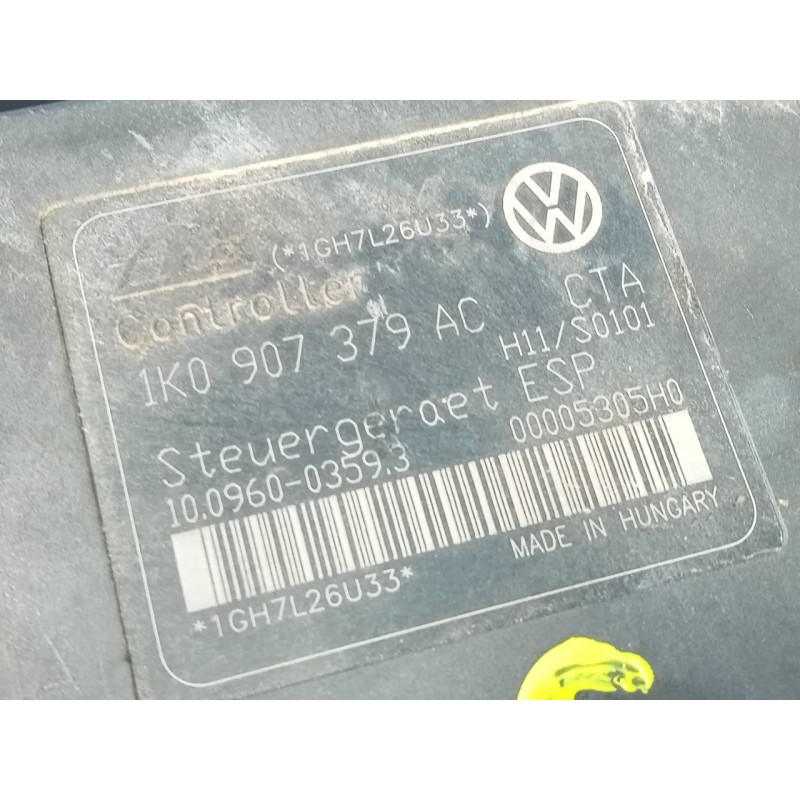 (*1GH7L26U33*)
Controller
1K0 907 379 AC CTA
H11/S0101
Steuergeraet ESP
10.0960-0359.3 00005305H0
MADE IN HUNGARY
*1GH7L26U33*